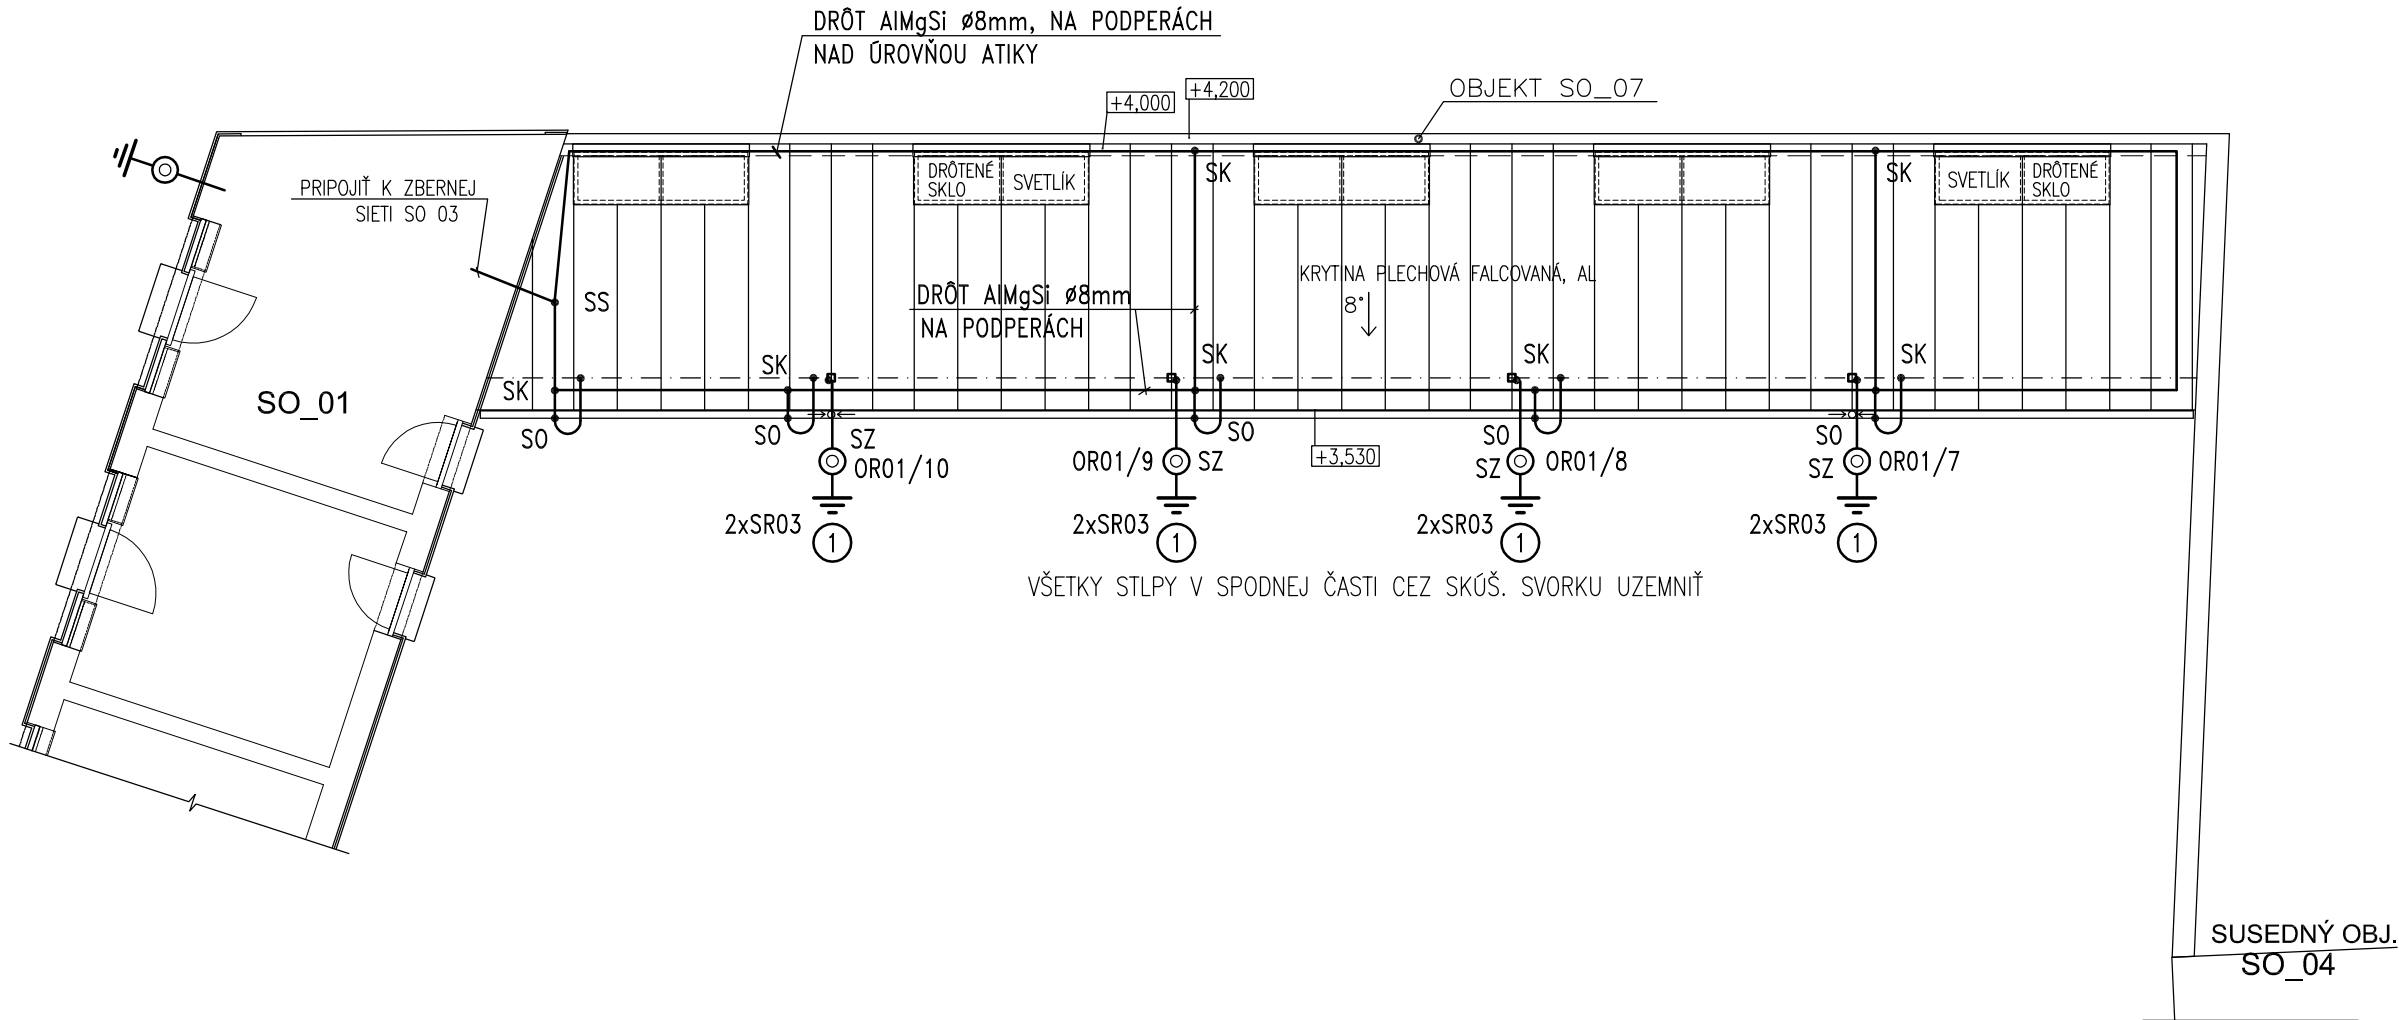 DRÔT AlMgSi ø8mm, NA PODPERÁCH
NAD ÚROVŇOU ATIKY
+4,000
+4,200
OBJEKT SO_07
PRIPOJIŤ K ZBERNEJ
SIETI SO 03
DRÔTENÉ
SKLO
SVETLÍK
SK
SK
SVETLÍK
DRÔTENÉ
SKLO
SS
DRÔT AlMgSi ø8mm
NA PODPERÁCH
KRYTINA PLECHOVÁ FALCOVANÁ, AL
8°
SO_01
SK
SK
SK
SK
SK
SO
SO
SZ
SO
SO
SO
OR01/10
OR01/9
SZ
+3,530
SZ
OR01/8
SZ
OR01/7
2xSR03
1
2xSR03
1
2xSR03
1
2xSR03
1
VŠETKY STLPY V SPODNEJ ČASTI CEZ SKÚŠ. SVORKU UZEMNIŤ
SUSEDNÝ OBJ.
SO_04